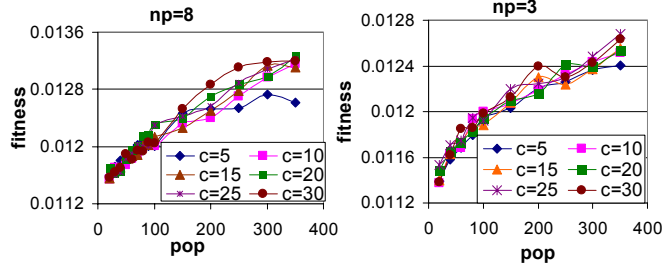 np=8
0.0136
0.0128
0.012
0.0112
fitness
c=5 c=10
c=15 c=20
c=25 c=30
0 100 200 300 400
pop
np=3
0.0128
0.0124
0.012
0.0116
0.0112
fitness
c=5 c=10
c=15 c=20
c=25 c=30
0 100 200 300 400
pop